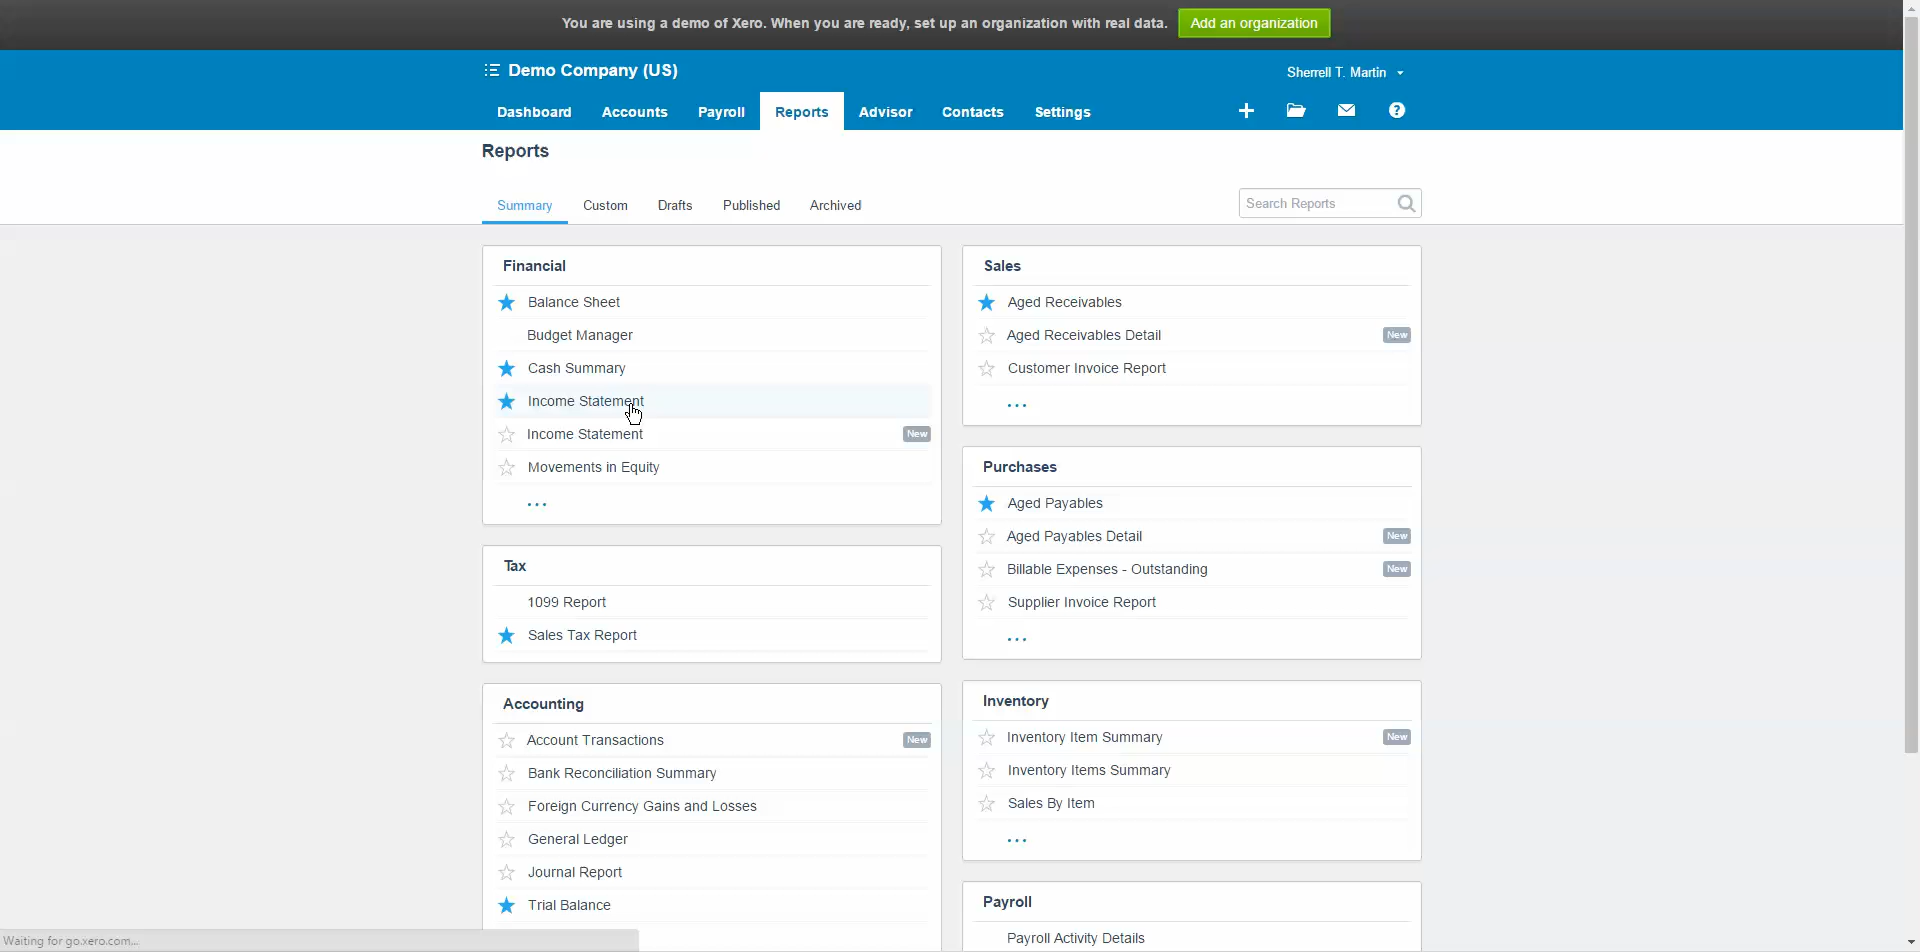 You are using a demo of Xero. When you are ready, set up an organization with real data. Add an organization
Demo Company (US)
Sherrell T. Martin
Dashboard Accounts Payroll Reports Advisor Contacts Settings
Reports
Summary Custom Drafts Published Archived
Search Reports
Financial
Balance Sheet
Budget Manager
Cash Summary
Income Statement
Income Statement New
Movements in Equity
...
Tax
1099 Report
Sales Tax Report
Accounting
Account Transactions New
Bank Reconciliation Summary
Foreign Currency Gains and Losses
General Ledger
Journal Report
Trial Balance
Sales
Aged Receivables
Aged Receivables Detail New
Customer Invoice Report
...
Purchases
Aged Payables
Aged Payables Detail New
Billable Expenses - Outstanding New
Supplier Invoice Report
...
Inventory
Inventory Item Summary New
Inventory Items Summary
Sales By Item
...
Payroll
Payroll Activity Details
Waiting for go.xero.com...